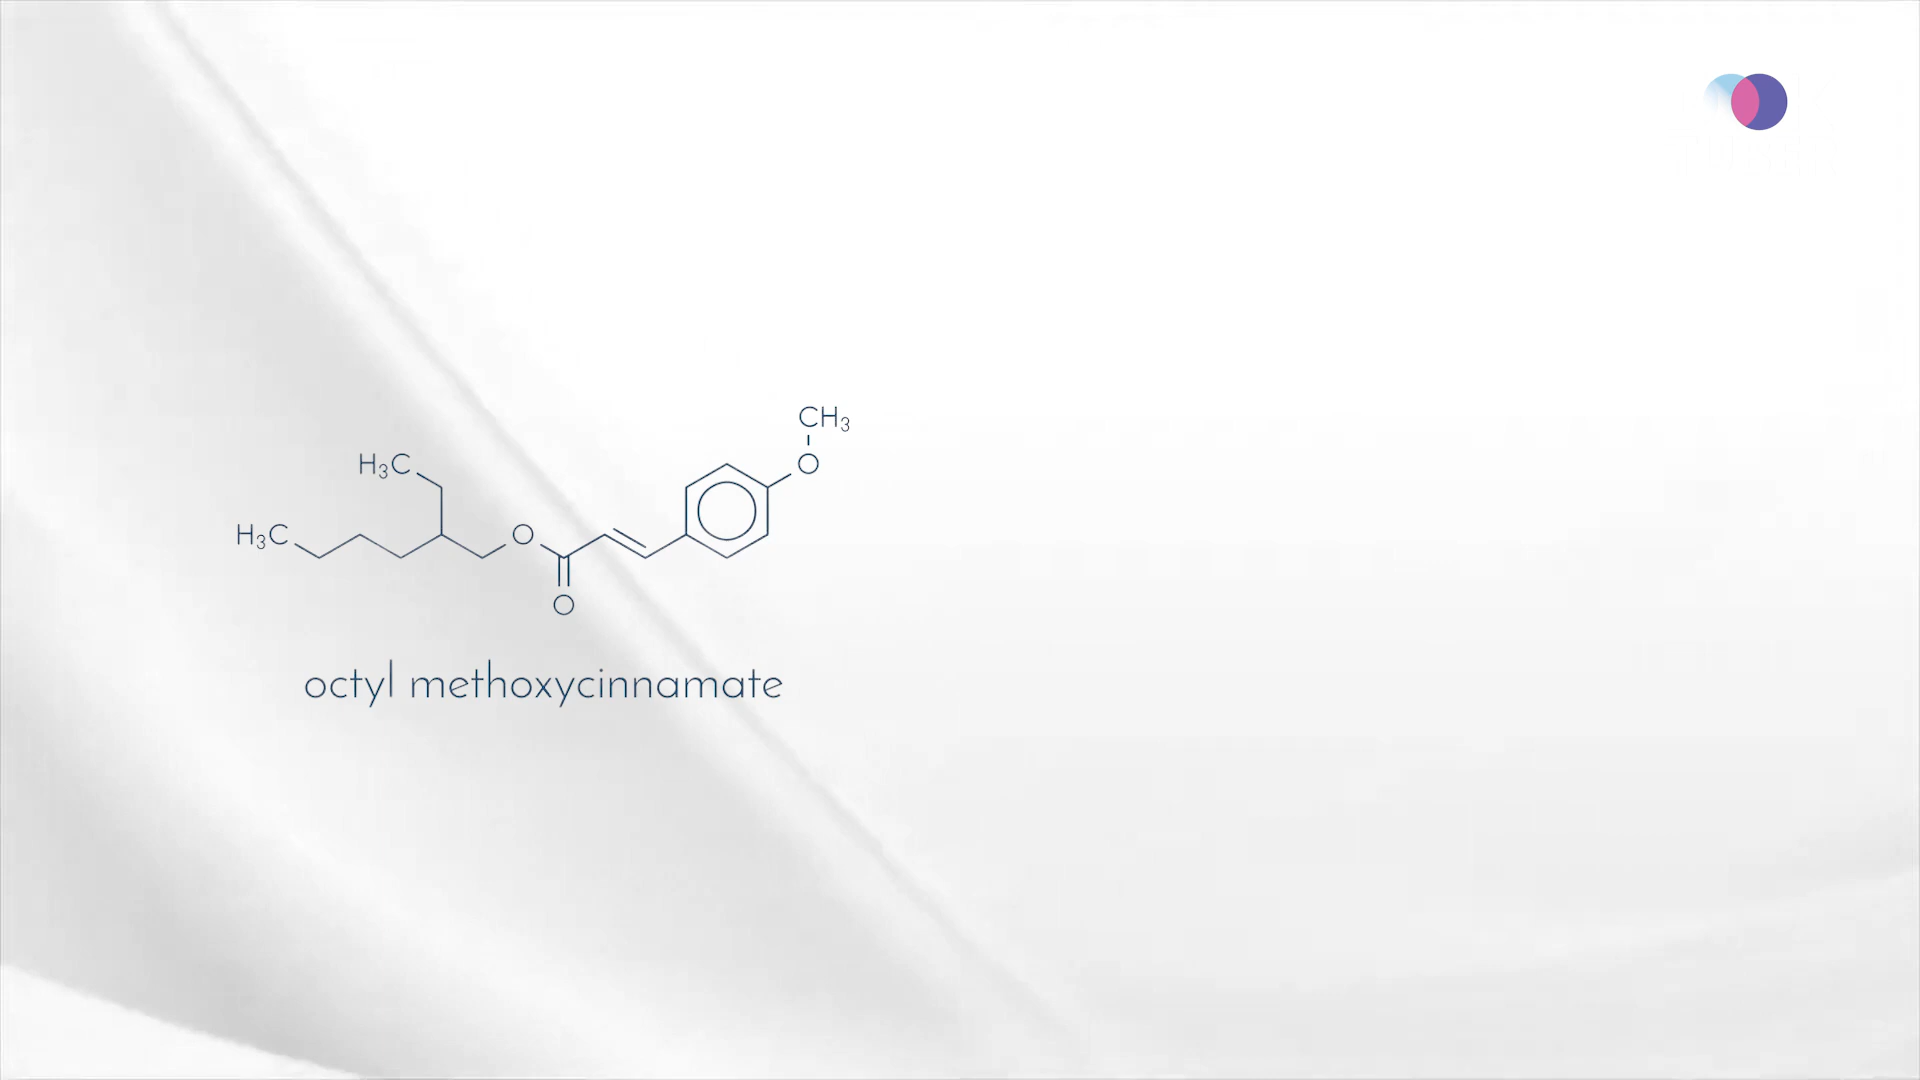 CH3
H3C
O
H3C
O
O
octyl methoxycinnamate